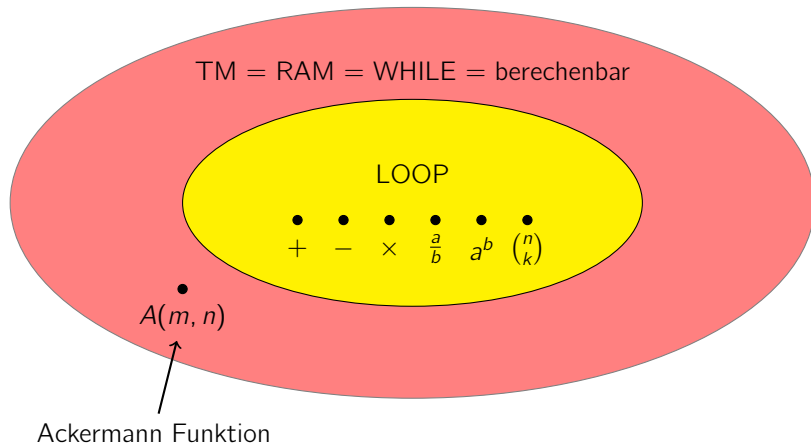 TM = RAM = WHILE = berechenbar
LOOP
+ − × a/b a^b (n k)
A(m, n)
Ackermann Funktion